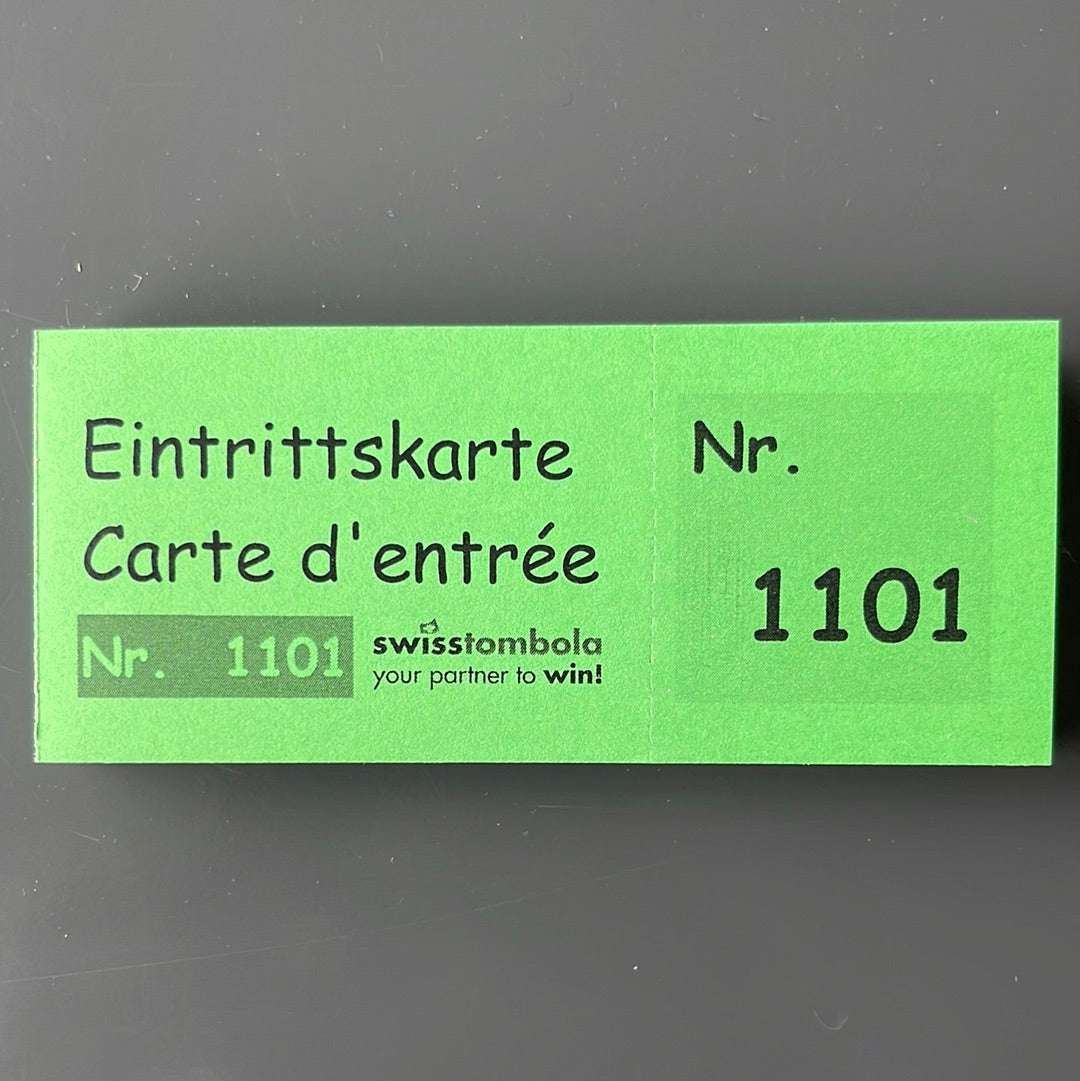 Eintrittskarte
Carte d'entrée
Nr. 1101
swisstombola
your partner to win!
Nr.
1101